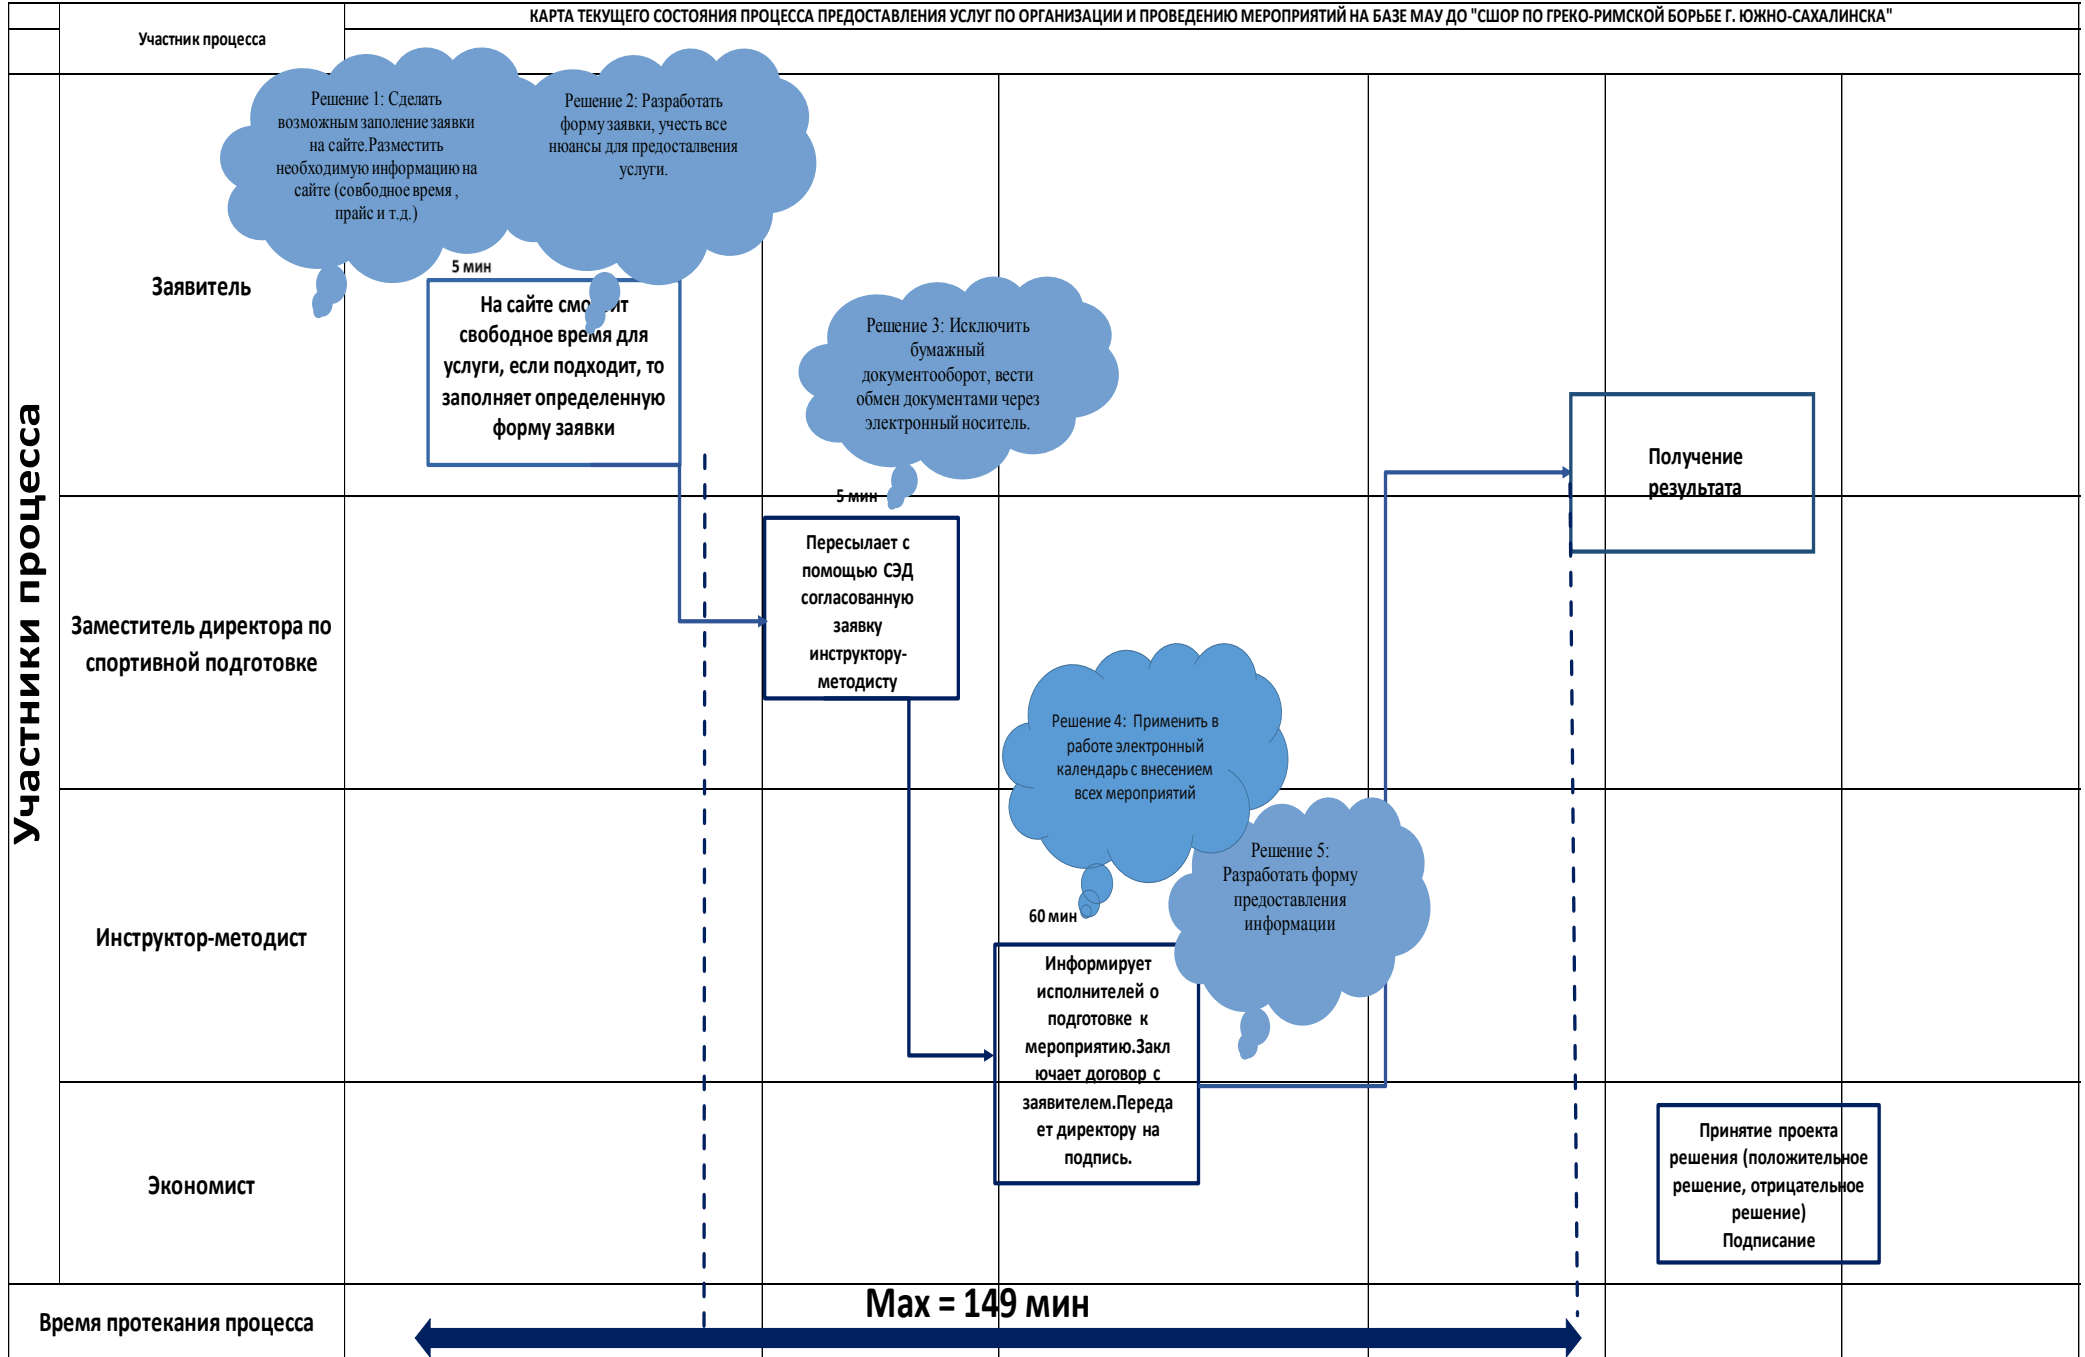 КАРТА ТЕКУЩЕГО СОСТОЯНИЯ ПРОЦЕССА ПРЕДОСТАВЛЕНИЯ УСЛУГ ПО ОРГАНИЗАЦИИ И ПРОВЕДЕНИЮ МЕРОПРИЯТИЙ НА БАЗЕ МАУ ДО "СШОР ПО ГРЕКО-РИМСКОЙ БОРЬБЕ Г. ЮЖНО-САХАЛИНСКА"
Участник процесса
Участники процесса
Решение 1: Сделать
возможным заполение заявки
на сайте.Разместить
необходимую информацию на
сайте (совбодное время ,
прайс и т.д.)
Решение 2: Разработать
форму заявки, учесть все
нюансы для предосталвения
услуги.
Заявитель
5 мин
На сайте
свободное время для
услуги, если подходит, то
заполняет определенную
форму заявки
Решение 3: Исключить
бумажный
документооборот, вести
обмен документами через
электронный носитель.
Получение
результата
Заместитель директора по
спортивной подготовке
5 мин
Пересылает с
помощью СЭД
согласованную
заявку
инструктору-
методисту
Решение 4: Применить в
работе электронный
календарь с внесением
всех мероприятий
Решение 5:
Разработать форму
предоставления
информации
Инструктор-методист
60 мин
Информирует
исполнителей о
подготовке к
мероприятию.Закл
ючает договор с
заявителем.Переда
ет директору на
подпись.
Экономист
Принятие проекта
решения (положительное
решение, отрицательное
решение)
Подписание
Время протекания процесса
Max = 149 мин